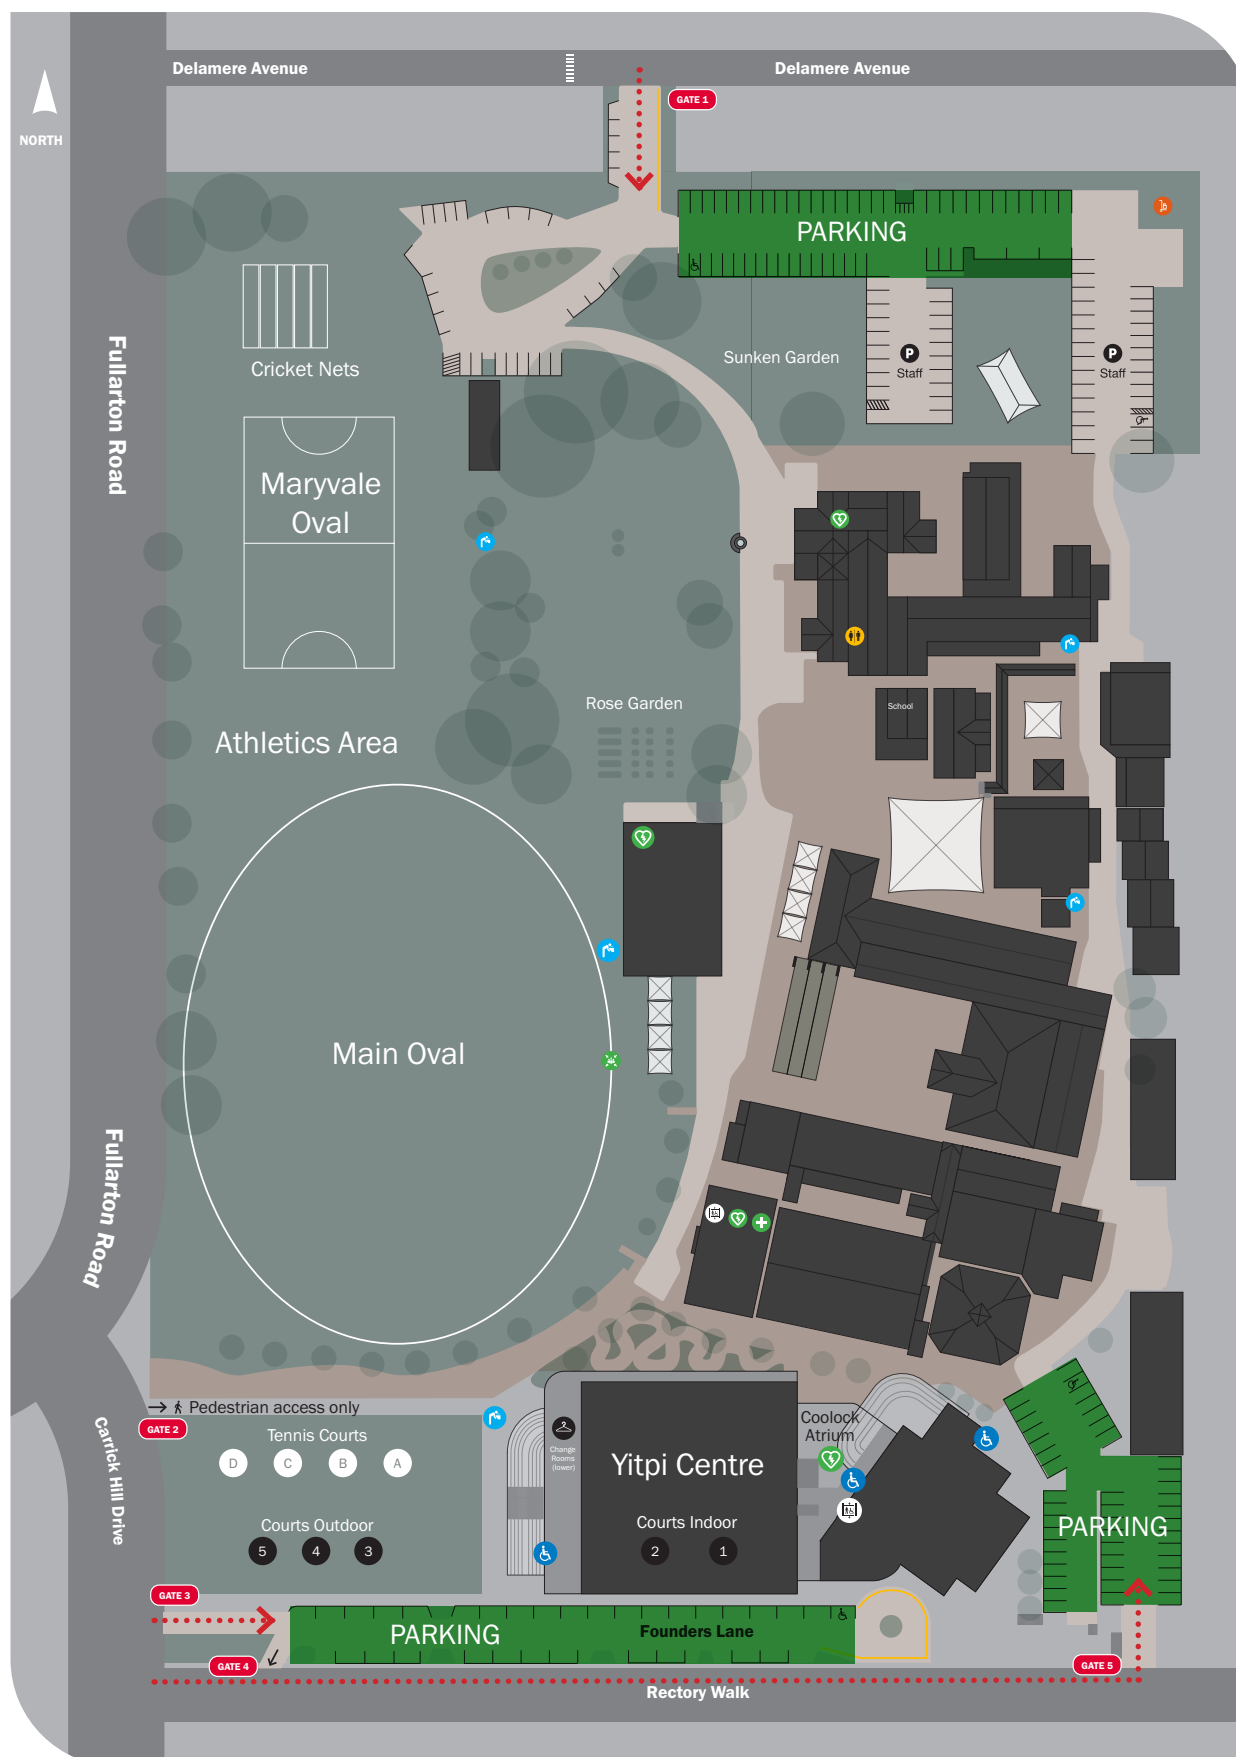 Delamere Avenue
Delamere Avenue
GATE 1
NORTH
PARKING
Fullarton Road
Cricket Nets
Sunken Garden
P
Staff
P
Staff
Maryvale
Oval
Rose Garden
School
Athletics Area
Main Oval
Fullarton Road
Pedestrian access only
GATE 2
Tennis Courts
D
C
B
A
Change
Rooms
(lower)
Yitpi Centre
Coolock
Atrium
Carrick Hill Drive
Courts Outdoor
5
4
3
Courts Indoor
2
1
PARKING
GATE 3
PARKING
Founders Lane
GATE 4
GATE 5
Rectory Walk